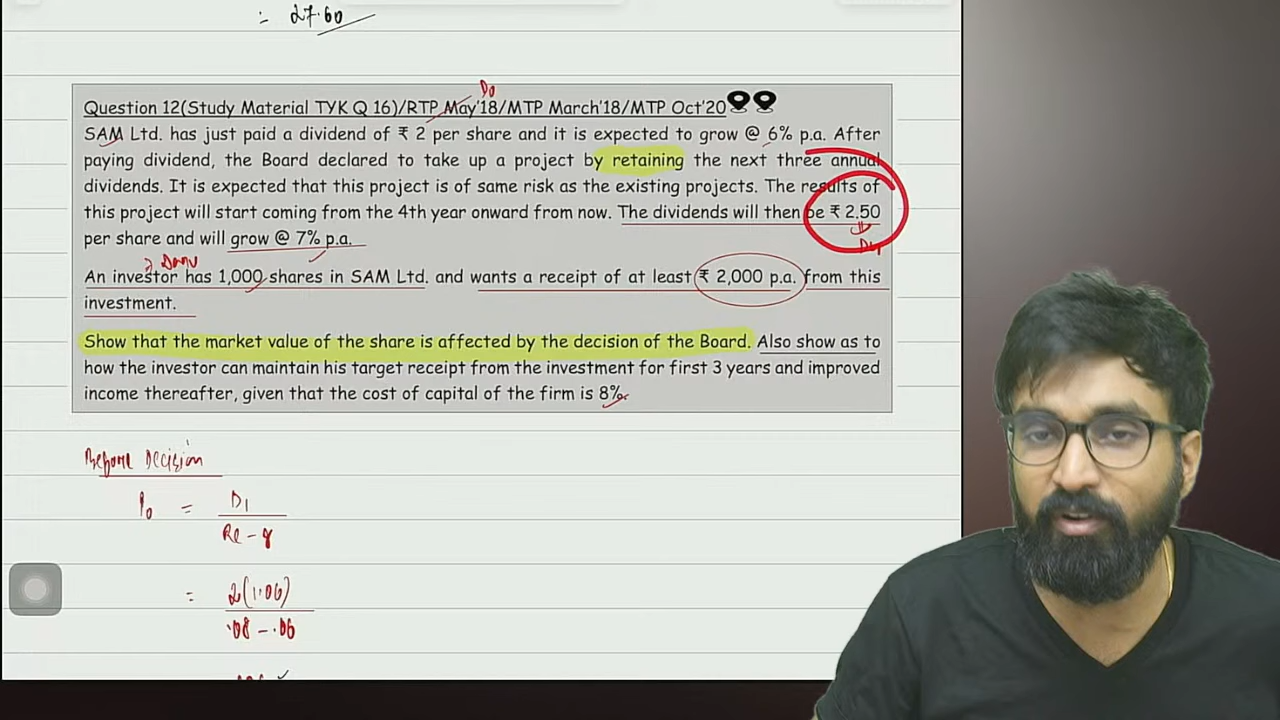 = 27.60
D0
Question 12(Study Material TYK Q 16)/RTP May'18/MTP March'18/MTP Oct'20
SAM Ltd. has just paid a dividend of ₹ 2 per share and it is expected to grow @ 6% p.a. After
paying dividend, the Board declared to take up a project by retaining the next three annual
dividends. It is expected that this project is of same risk as the existing projects. The results of
this project will start coming from the 4th year onward from now. The dividends will then be ₹ 2.50
per share and will grow @ 7% p.a.
D4
An investor has 1,000 shares in SAM Ltd. and wants a receipt of at least ₹ 2,000 p.a. from this
investment.
Show that the market value of the share is affected by the decision of the Board. Also show as to
how the investor can maintain his target receipt from the investment for first 3 years and improved
income thereafter, given that the cost of capital of the firm is 8%.
Before Decision
P0 = D1
Re - g
= 2(1.06)
.08 - .06